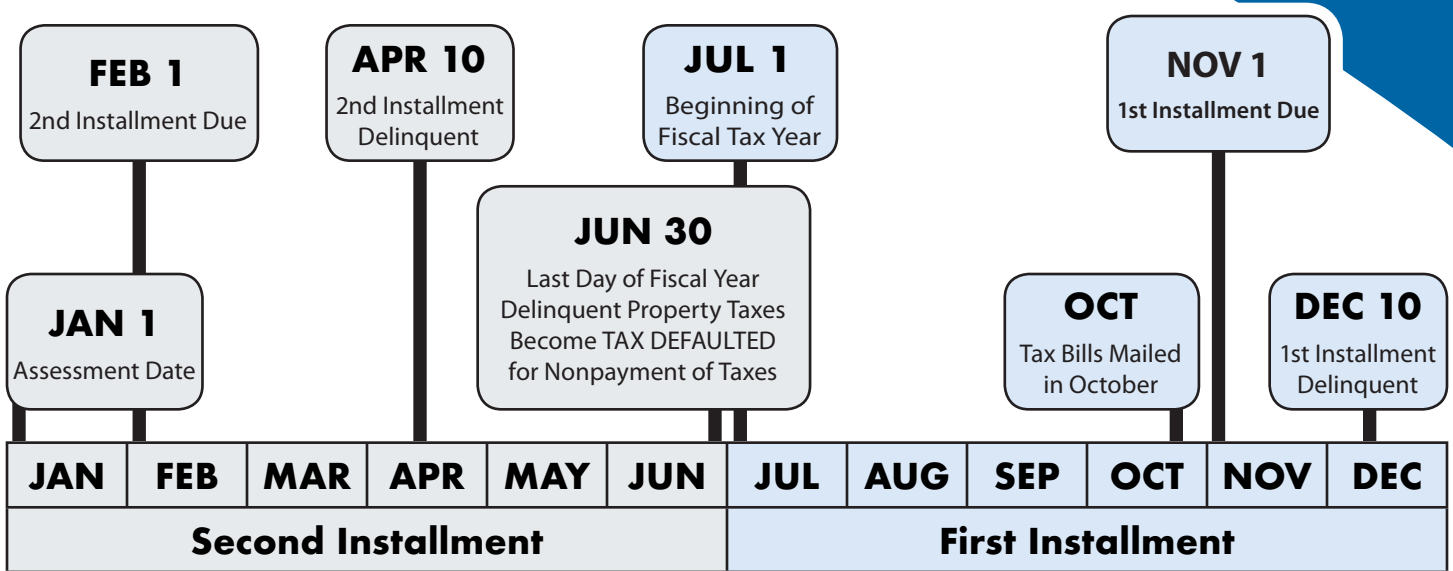 FEB 1
2nd Installment Due
APR 10
2nd Installment
Delinquent
JUL 1
Beginning of
Fiscal Tax Year
NOV 1
1st Installment Due
JAN 1
Assessment Date
JUN 30
Last Day of Fiscal Year
Delinquent Property Taxes
Become TAX DEFAULTED
for Nonpayment of Taxes
OCT
Tax Bills Mailed
in October
DEC 10
1st Installment
Delinquent
JAN FEB MAR APR MAY JUN JUL AUG SEP OCT NOV DEC
Second Installment First Installment